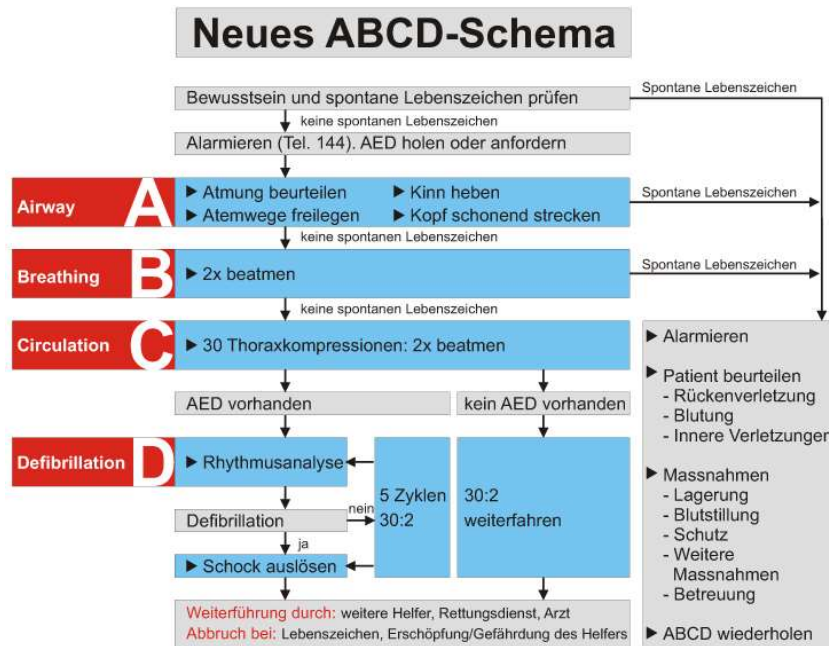 Neues ABCD-Schema
Bewusstsein und spontane Lebenszeichen prüfen
Spontane Lebenszeichen
keine spontanen Lebenszeichen
Alarmieren (Tel. 144). AED holen oder anfordern
Airway A
▶ Atmung beurteilen ▶ Kinn heben
▶ Atemwege freilegen ▶ Kopf schonend strecken
Spontane Lebenszeichen
keine spontanen Lebenszeichen
Breathing B
▶ 2x beatmen
Spontane Lebenszeichen
keine spontanen Lebenszeichen
Circulation C
▶ 30 Thoraxkompressionen: 2x beatmen
AED vorhanden
kein AED vorhanden
Defibrillation D
▶ Rhythmusanalyse
Defibrillation
nein
ja
▶ Schock auslösen
5 Zyklen
30:2
30:2
weiterfahren
Weiterführung durch: weitere Helfer, Rettungsdienst, Arzt
Abbruch bei: Lebenszeichen, Erschöpfung/Gefährdung des Helfers
▶ Alarmieren
▶ Patient beurteilen
- Rückenverletzung
- Blutung
- Innere Verletzungen
▶ Massnahmen
- Lagerung
- Blutstillung
- Schutz
- Weitere
Massnahmen
- Betreuung
▶ ABCD wiederholen